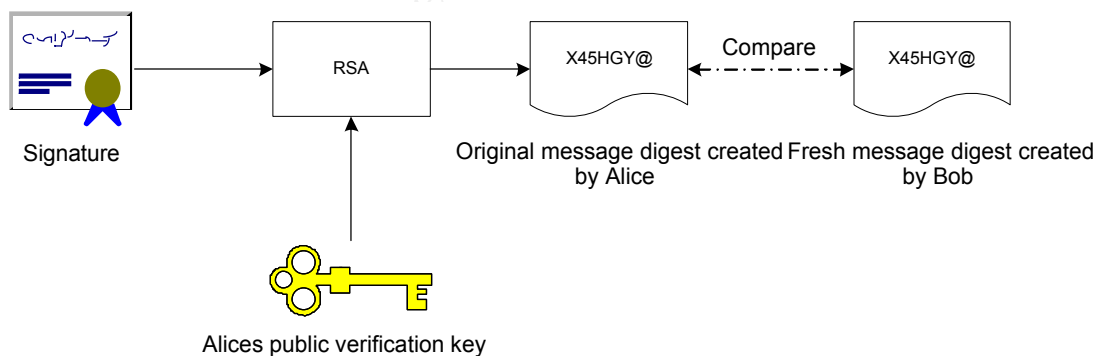 RSA
X45HGY@
Compare
X45HGY@
Signature
Original message digest created
by Alice
Fresh message digest created
by Bob
Alices public verification key